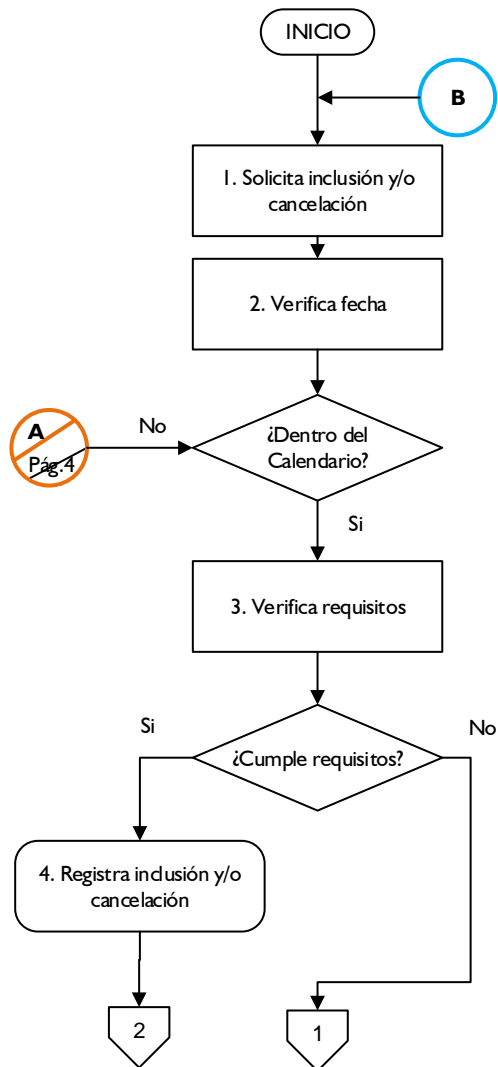 INICIO
B
1. Solicita inclusión y/o
cancelación
2. Verifica fecha
A
Pág.4
No
¿Dentro del
Calendario?
Si
3. Verifica requisitos
Si
No
¿Cumple requisitos?
4. Registra inclusión y/o
cancelación
2
1